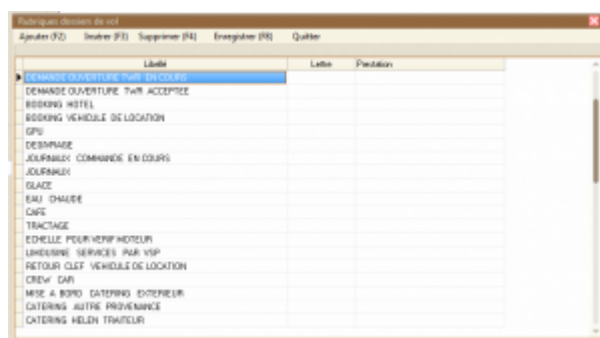 Rubriques dossier de vol
Ajouter (F2) Insérer (F3) Supprimer (F4) Enregistrer (F8) Quitter
Libellé Lettre Prestation
DEMANDE OUVERTURE TWR EN COURS
DEMANDE OUVERTURE TWR ACCEPTEE
BOOKING HOTEL
BOOKING VEHICULE DE LOCATION
GPU
DEGIVRAGE
JOURNAUX COMMANDE EN COURS
JOURNAUX
GLACE
EAU CHAUDE
CAFE
TRACTAGE
ECHELLE POUR VERIF MOTEUR
LIMOUSINE SERVICES PAR VSP
RETOUR CLEF VEHICULE DE LOCATION
CREW CAR
MISE A BORD CATERING EXTERIEUR
CATERING AUTRE PROVENANCE
CATERING HELEN TRAITEUR